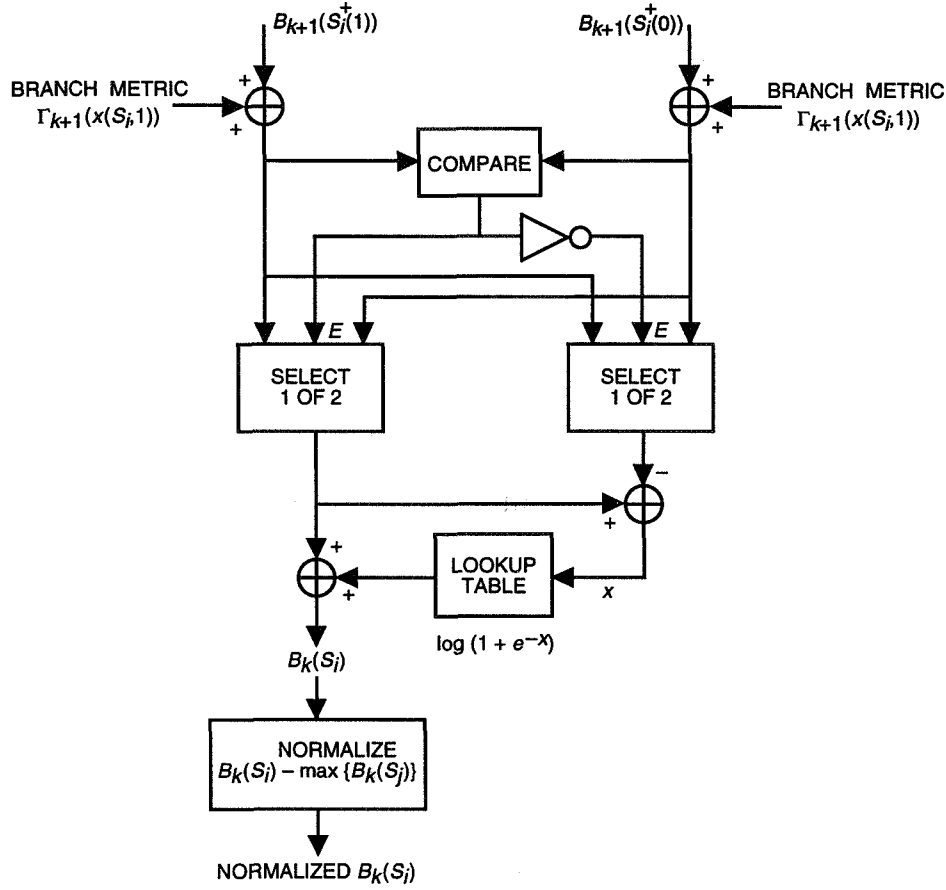 B_{k+1}(S_i^+(1))
B_{k+1}(S_i^+(0))
+
+
BRANCH METRIC
Γ_{k+1}(x(S_i,1))
+
+
BRANCH METRIC
Γ_{k+1}(x(S_i,1))
COMPARE
E
E
SELECT
1 OF 2
SELECT
1 OF 2
–
+
+
+
LOOKUP
TABLE
x
log (1 + e^{–x})
B_k(S_i)
NORMALIZE
B_k(S_i) – max {B_k(S_j)}
NORMALIZED B_k(S_i)